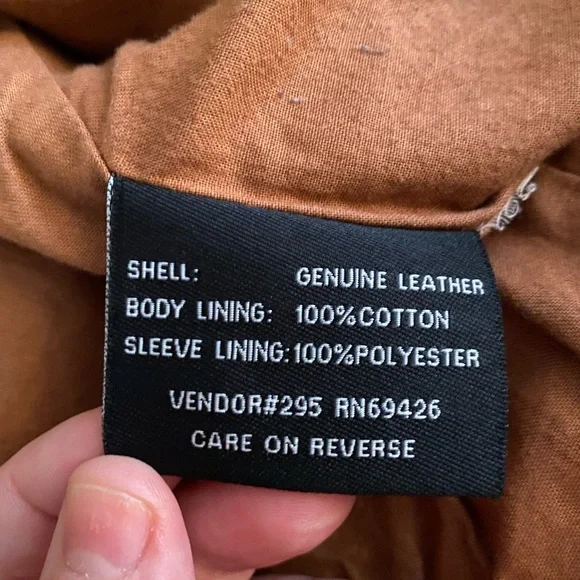 SHELL: GENUINE LEATHER
BODY LINING: 100%COTTON
SLEEVE LINING:100%POLYESTER
VENDOR#295 RN69426
CARE ON REVERSE